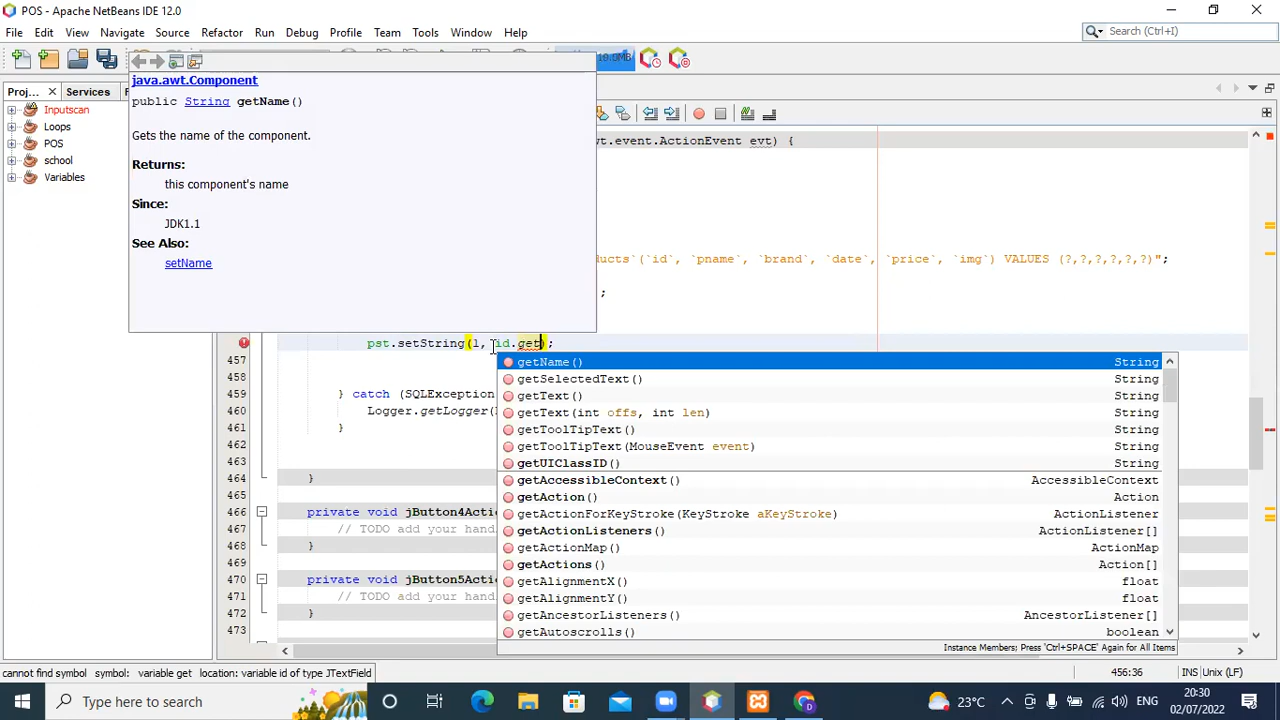 POS - Apache NetBeans IDE 12.0
File Edit View Navigate Source Refactor Run Debug Profile Team Tools Window Help
Search (Ctrl+I)
Proj... Services
Inputscan
Loops
POS
school
Variables
java.awt.Component
public String getName()
Gets the name of the component.
Returns:
this component's name
Since:
JDK1.1
See Also:
setName
wt.event.ActionEvent evt) {
ducts`(`id`, `pname`, `brand`, `date`, `price`, `img`) VALUES (?,?,?,?,?,?)";
;
pst.setString(1, id.get);
457
458
459 } catch (SQLException
460 Logger.getLogger(
461 }
462
463
464 }
465
466 private void jButton4Actio
467 // TODO add your hand
468 }
469
470 private void jButton5Actio
471 // TODO add your hand
472 }
473
getName() String
getSelectedText() String
getText() String
getText(int offs, int len) String
getToolTipText() String
getToolTipText(MouseEvent event) String
getUIClassID() String
getAccessibleContext() AccessibleContext
getAction() Action
getActionForKeyStroke(KeyStroke aKeyStroke) ActionListener
getActionListeners() ActionListener[]
getActionMap() ActionMap
getActions() Action[]
getAlignmentX() float
getAlignmentY() float
getAncestorListeners() AncestorListener[]
getAutoscrolls() boolean
Instance Members; Press 'Ctrl+SPACE' Again for All Items
cannot find symbol symbol: variable get location: variable id of type JTextField
456:36 INS Unix (LF)
Type here to search
23°C
ENG
20:30
02/07/2022